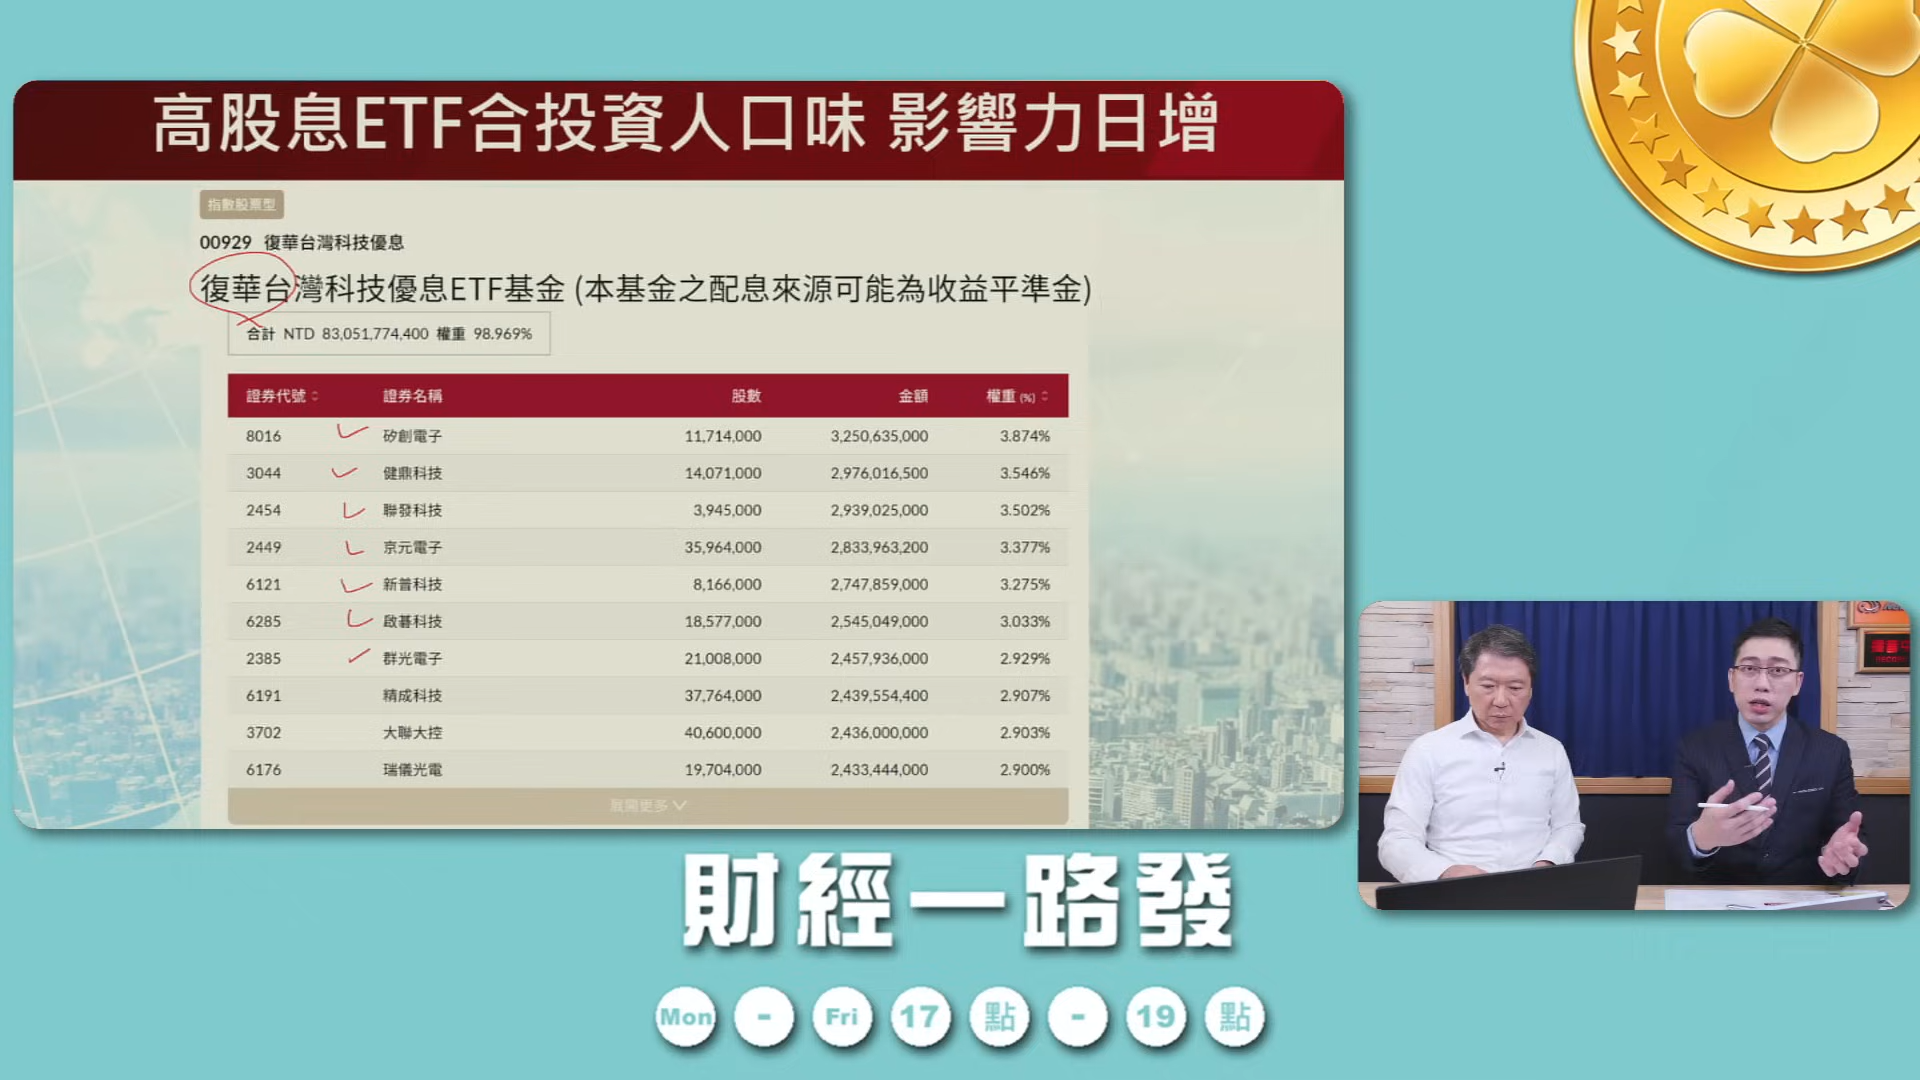 高股息ETF合投資人口味 影響力日增
指數股票型
00929 復華台灣科技優息
復華台灣科技優息ETF基金 (本基金之配息來源可能為收益平準金)
合計 NTD 83,051,774,400 權重 98.969%
證券代號 證券名稱 股數 金額 權重 (%)
8016 矽創電子 11,714,000 3,250,635,000 3.874%
3044 健鼎科技 14,071,000 2,976,016,500 3.546%
2454 聯發科技 3,945,000 2,939,025,000 3.502%
2449 京元電子 35,964,000 2,833,963,200 3.377%
6121 新普科技 8,166,000 2,747,859,000 3.275%
6285 啟碁科技 18,577,000 2,545,049,000 3.033%
2385 群光電子 21,008,000 2,457,936,000 2.929%
6191 精成科技 37,764,000 2,439,554,400 2.907%
3702 大聯大控 40,600,000 2,436,000,000 2.903%
6176 瑞儀光電 19,704,000 2,433,444,000 2.900%
展開更多
財經一路發
Mon - Fri 17 點 - 19 點